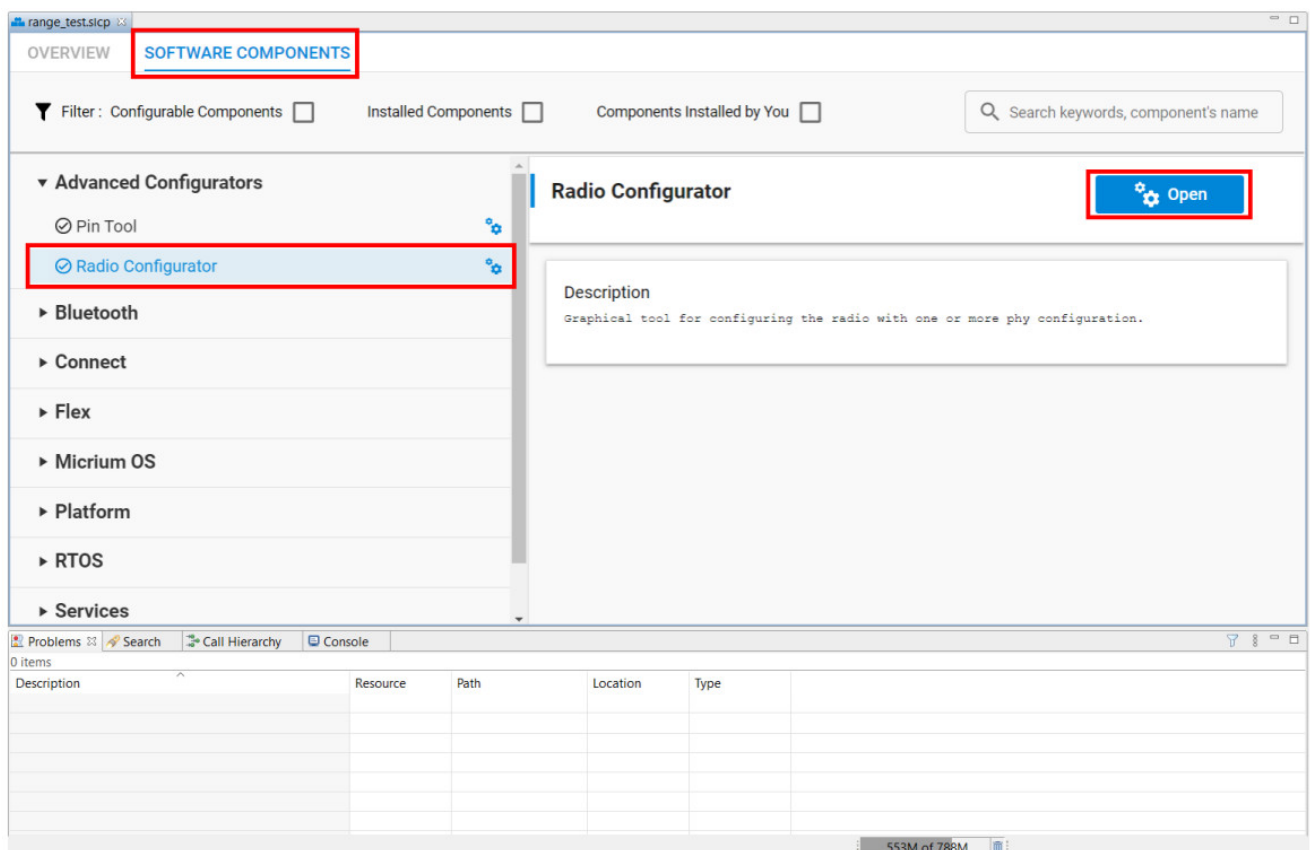 range_test.slcp
OVERVIEW
SOFTWARE COMPONENTS
Filter : Configurable Components
Installed Components
Components Installed by You
Search keywords, component's name
Advanced Configurators
Pin Tool
Radio Configurator
Bluetooth
Connect
Flex
Micrium OS
Platform
RTOS
Services
Radio Configurator
Open
Description
Graphical tool for configuring the radio with one or more phy configuration.
Problems
Search
Call Hierarchy
Console
0 items
Description
Resource
Path
Location
Type
553M of 788M